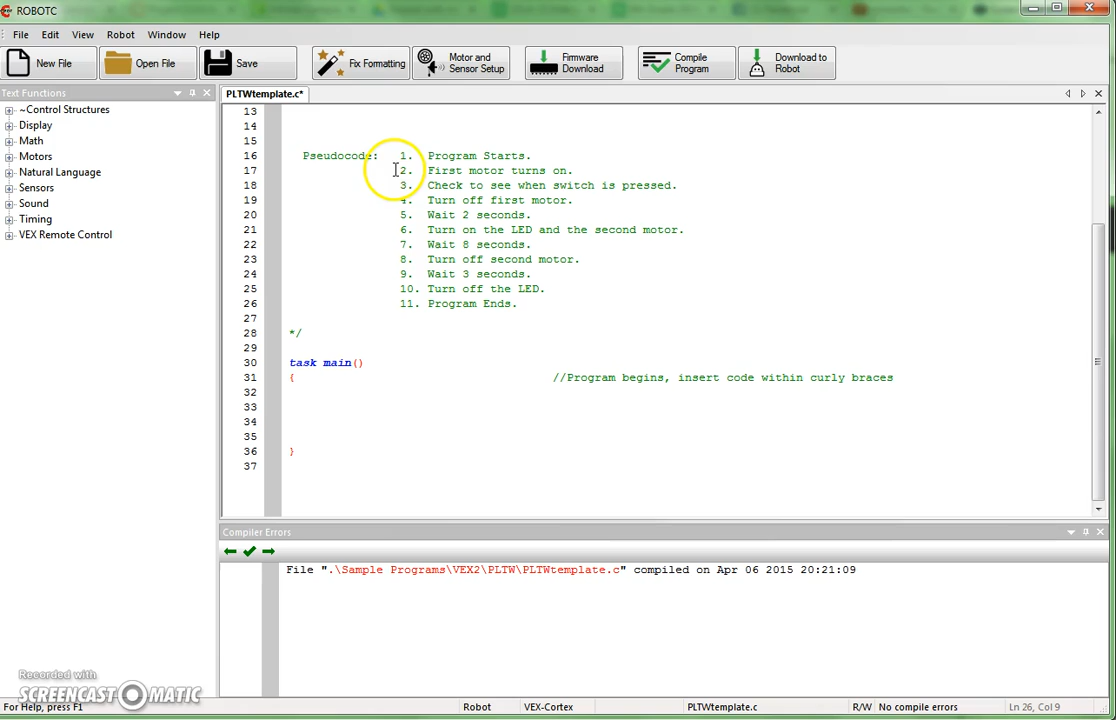 ROBOTC
File Edit View Robot Window Help
New File Open File Save Fix Formatting Motor and Sensor Setup Firmware Download Compile Program Download to Robot
Text Functions
~Control Structures
Display
Math
Motors
Natural Language
Sensors
Sound
Timing
VEX Remote Control
PLTWtemplate.c*
13
14
15
16 Pseudocode: 1. Program Starts.
17 2. First motor turns on.
18 3. Check to see when switch is pressed.
19 4. Turn off first motor.
20 5. Wait 2 seconds.
21 6. Turn on the LED and the second motor.
22 7. Wait 8 seconds.
23 8. Turn off second motor.
24 9. Wait 3 seconds.
25 10. Turn off the LED.
26 11. Program Ends.
27
28 */
29
30 task main()
31 { //Program begins, insert code within curly braces
32
33
34
35
36 }
37
Compiler Errors
File ".\Sample Programs\VEX2\PLTW\PLTWtemplate.c" compiled on Apr 06 2015 20:21:09
Recorded with
SCREENCAST-O-MATIC
For Help, press F1 Robot VEX-Cortex PLTWtemplate.c R/W No compile errors Ln 26, Col 9